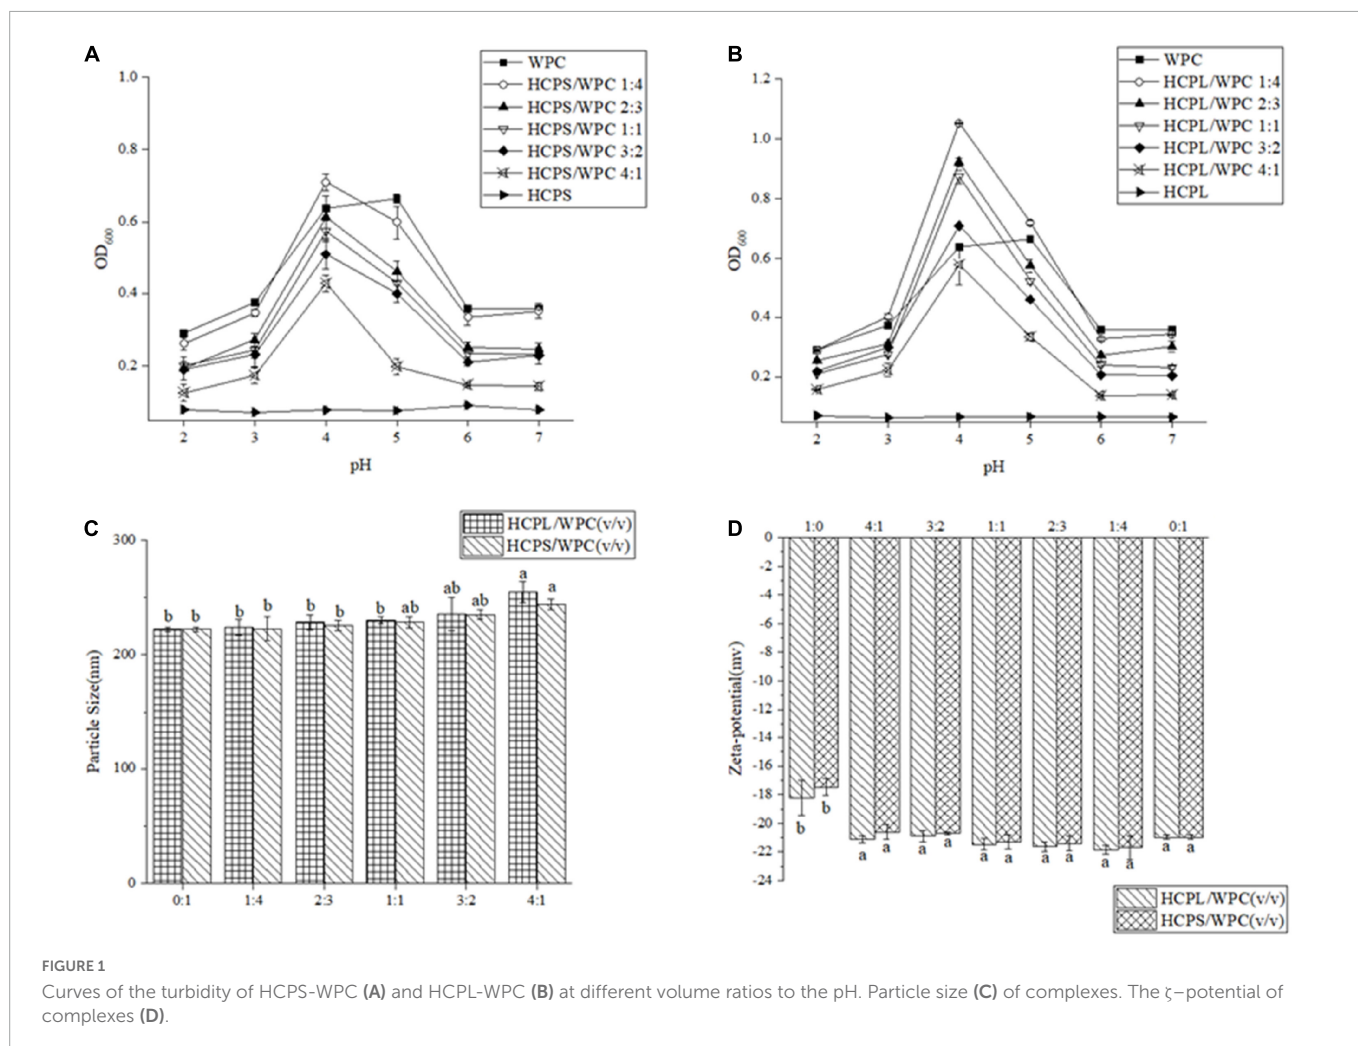 A
WPC
HCPS/WPC 1:4
HCPS/WPC 2:3
HCPS/WPC 1:1
HCPS/WPC 3:2
HCPS/WPC 4:1
HCPS
1.0
0.8
0.6
0.4
0.2
OD600
2 3 4 5 6 7
pH
B
WPC
HCPL/WPC 1:4
HCPL/WPC 2:3
HCPL/WPC 1:1
HCPL/WPC 3:2
HCPL/WPC 4:1
HCPL
1.2
1.0
0.8
0.6
0.4
0.2
OD600
2 3 4 5 6 7
pH
C
HCPL/WPC(v/v)
HCPS/WPC(v/v)
300
200
100
0
Particle Size(nm)
b b b b b b b ab ab ab a a
0:1 1:4 2:3 1:1 3:2 4:1
D
1:0 4:1 3:2 1:1 2:3 1:4 0:1
0
-2
-4
-6
-8
-10
-12
-14
-16
-18
-20
-22
-24
Zeta-potential(mv)
b b a a a a a a a a a a a a
HCPL/WPC(v/v)
HCPS/WPC(v/v)
FIGURE 1
Curves of the turbidity of HCPS-WPC (A) and HCPL-WPC (B) at different volume ratios to the pH. Particle size (C) of complexes. The ζ–potential of
complexes (D).